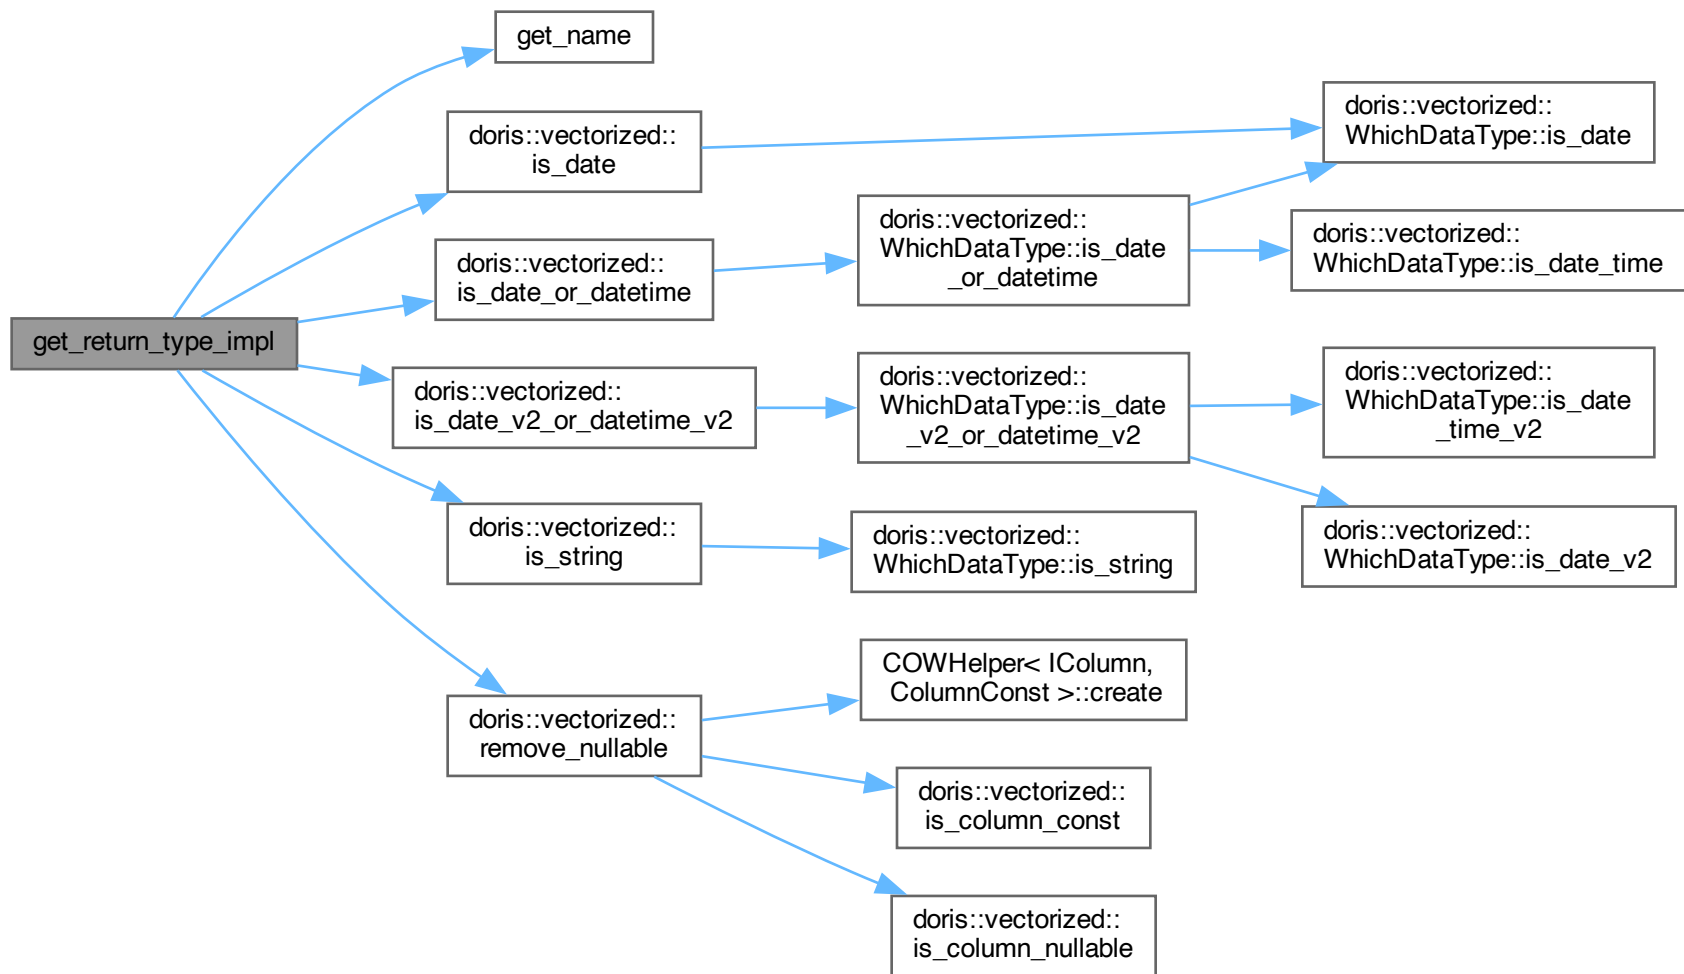 get_return_type_impl
get_name
doris::vectorized::
is_date
doris::vectorized::
is_date_or_datetime
doris::vectorized::
is_date_v2_or_datetime_v2
doris::vectorized::
is_string
doris::vectorized::
remove_nullable
doris::vectorized::
WhichDataType::is_date
_or_datetime
doris::vectorized::
WhichDataType::is_date
_v2_or_datetime_v2
doris::vectorized::
WhichDataType::is_string
COWHelper< IColumn,
ColumnConst >::create
doris::vectorized::
is_column_const
doris::vectorized::
is_column_nullable
doris::vectorized::
WhichDataType::is_date
doris::vectorized::
WhichDataType::is_date_time
doris::vectorized::
WhichDataType::is_date
_time_v2
doris::vectorized::
WhichDataType::is_date_v2